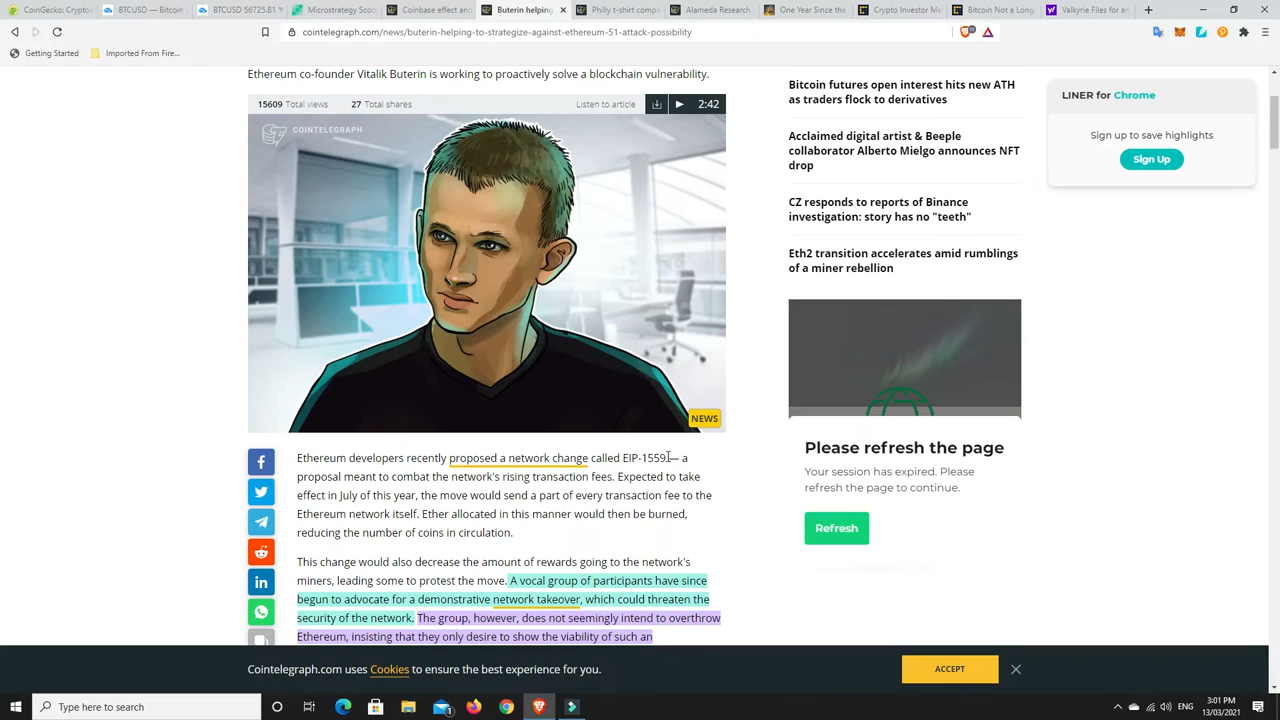 CoinGecko: Cryptoc
BTCUSD — Bitcoin
BTCUSD 56725.81
Microstrategy Scoo
Coinbase effect and
Buterin helping
Philly t-shirt compa
Alameda Research
One Year Since the
Crypto Investor Me
Bitcoin Not a Long
Valkyrie Files for an
cointelegraph.com/news/buterin-helping-to-strategize-against-ethereum-51-attack-possibility
Getting Started
Imported From Fire...
Ethereum co-founder Vitalik Buterin is working to proactively solve a blockchain vulnerability.
15609 Total views
27 Total shares
Listen to article
2:42
COINTELEGRAPH
NEWS
Ethereum developers recently proposed a network change called EIP-1559 — a
proposal meant to combat the network's rising transaction fees. Expected to take
effect in July of this year, the move would send a part of every transaction fee to the
Ethereum network itself. Ether allocated in this manner would then be burned,
reducing the number of coins in circulation.
This change would also decrease the amount of rewards going to the network's
miners, leading some to protest the move. A vocal group of participants have since
begun to advocate for a demonstrative network takeover, which could threaten the
security of the network. The group, however, does not seemingly intend to overthrow
Ethereum, insisting that they only desire to show the viability of such an
Bitcoin futures open interest hits new ATH
as traders flock to derivatives
Acclaimed digital artist & Beeple
collaborator Alberto Mielgo announces NFT
drop
CZ responds to reports of Binance
investigation: story has no "teeth"
Eth2 transition accelerates amid rumblings
of a miner rebellion
Please refresh the page
Your session has expired. Please
refresh the page to continue.
Refresh
LINER for Chrome
Sign up to save highlights
Sign Up
Cointelegraph.com uses Cookies to ensure the best experience for you.
ACCEPT
Type here to search
ENG
3:01 PM
13/03/2021